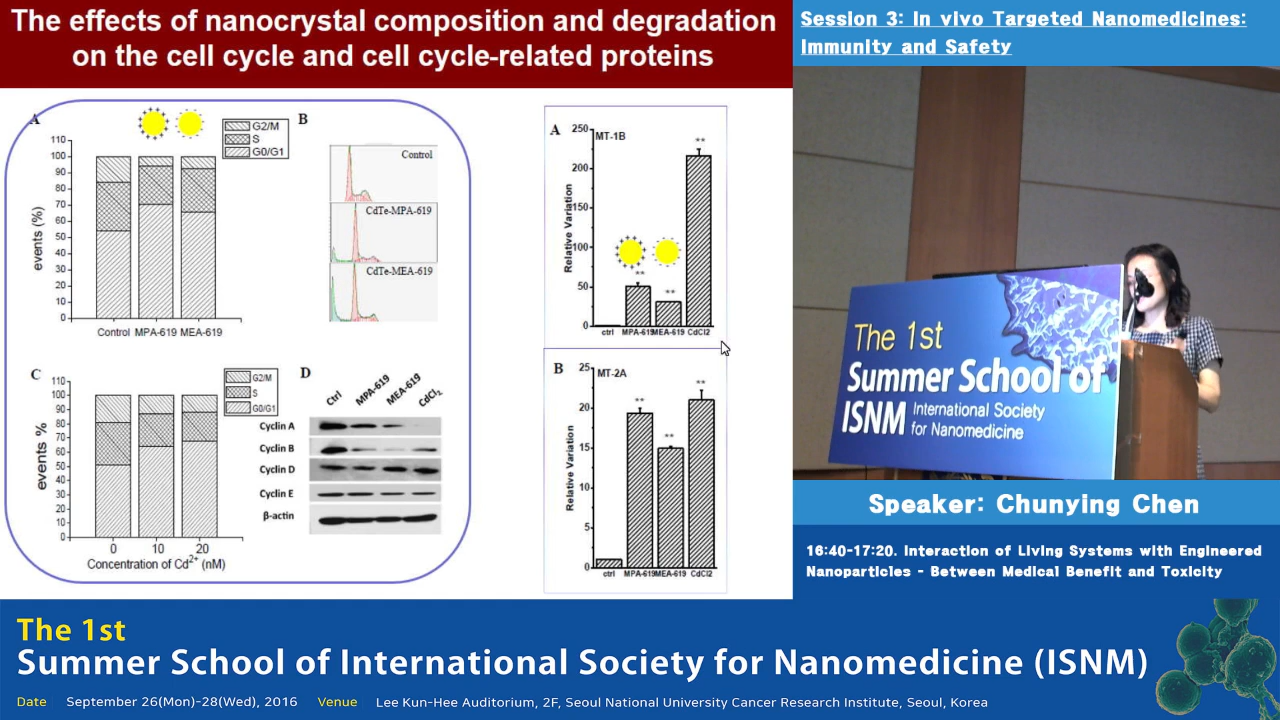 The effects of nanocrystal composition and degradation
on the cell cycle and cell cycle-related proteins
Session 3: In vivo Targeted Nanomedicines:
Immunity and Safety
A
G2/M
S
G0/G1
110
100
90
80
70
60
50
40
30
20
10
0
events (%)
Control MPA-619 MEA-619
B
Control
CdTe-MPA-619
CdTe-MEA-619
A
MT-1B
250
200
150
100
50
0
Relative Variation
**
**
**
ctrl MPA-619 MEA-619 CdCl2
C
G2/M
S
G0/G1
110
100
90
80
70
60
50
40
30
20
10
0
events %
0 10 20
Concentration of Cd²⁺ (nM)
D
Ctrl MPA-619 MEA-619 CdCl₂
Cyclin A
Cyclin B
Cyclin D
Cyclin E
β-actin
B
MT-2A
25
20
15
10
5
0
Relative Variation
**
**
**
ctrl MPA-619 MEA-619 CdCl2
The 1st
Summer School of
ISNM International Society
for Nanomedicine
Speaker: Chunying Chen
16:40-17:20. Interaction of Living Systems with Engineered
Nanoparticles - Between Medical Benefit and Toxicity
The 1st
Summer School of International Society for Nanomedicine (ISNM)
Date September 26(Mon)-28(Wed), 2016 Venue Lee Kun-Hee Auditorium, 2F, Seoul National University Cancer Research Institute, Seoul, Korea